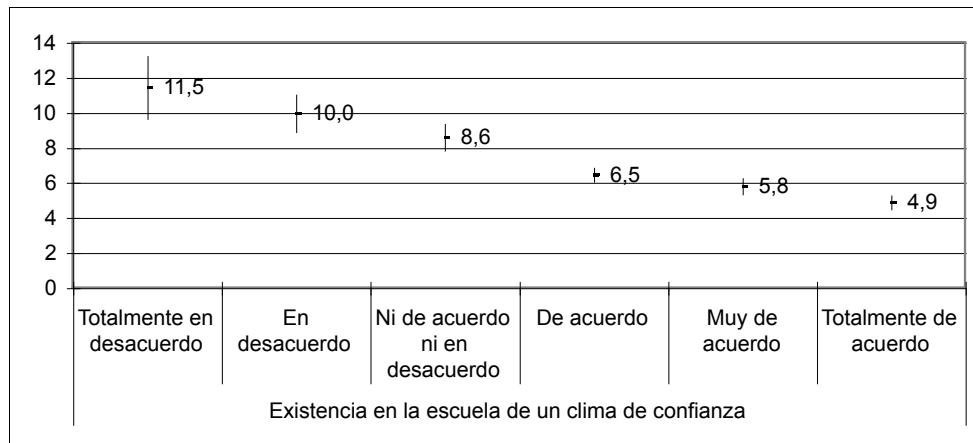 14
12
10
8
6
4
2
0
11,5
10,0
8,6
6,5
5,8
4,9
Totalmente en
desacuerdo
En
desacuerdo
Ni de acuerdo
ni en
desacuerdo
De acuerdo
Muy de
acuerdo
Totalmente de
acuerdo
Existencia en la escuela de un clima de confianza